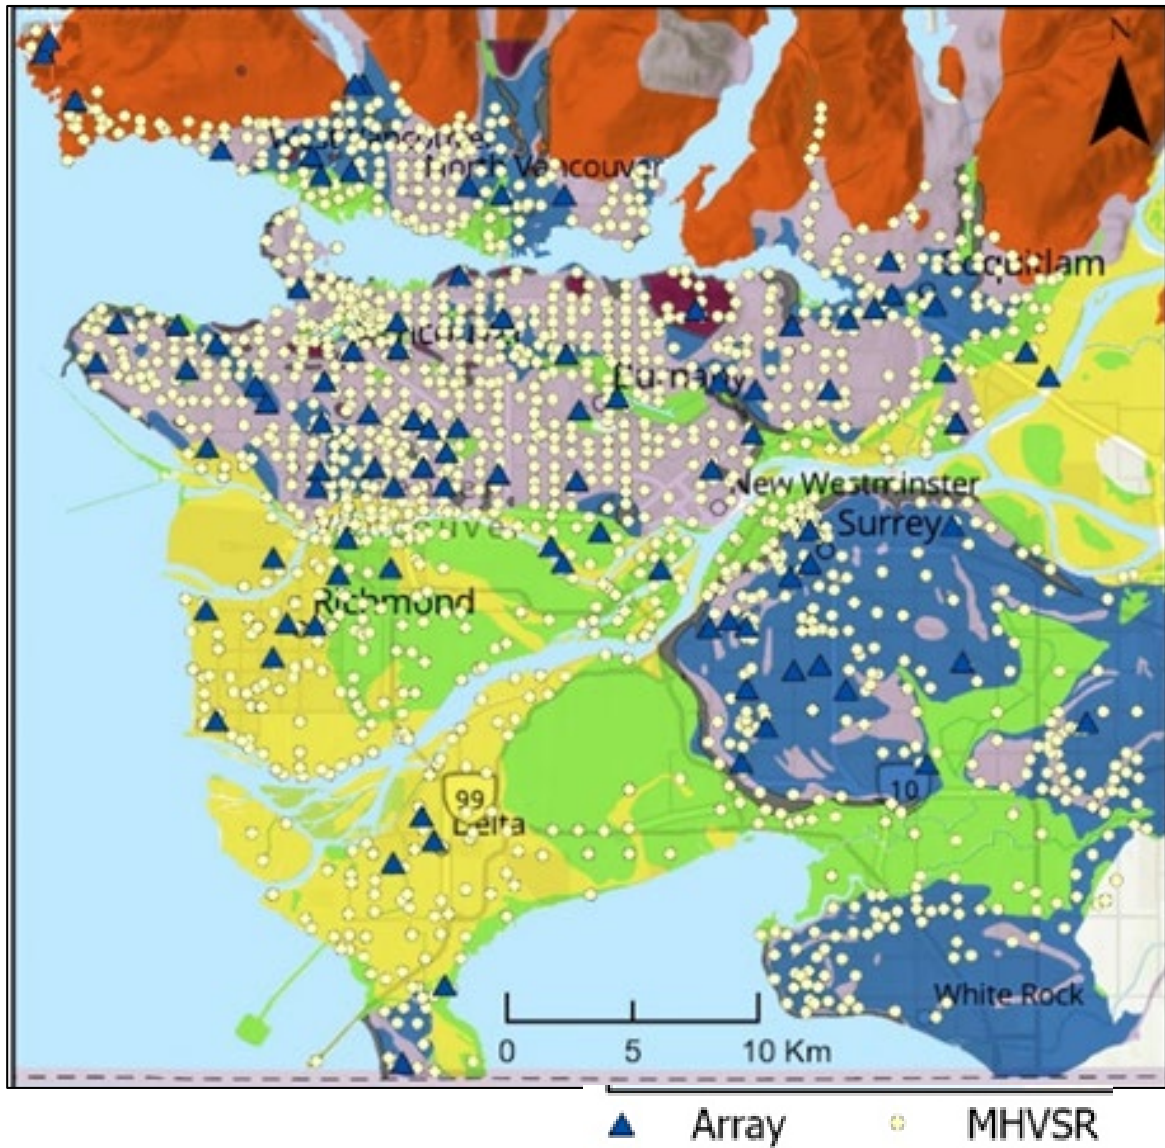 N
North Vancouver
Coquitlam
Burnaby
New Westminster
Surrey
Richmond
99
Delta
10
White Rock
0 5 10 Km
Array MHVSR